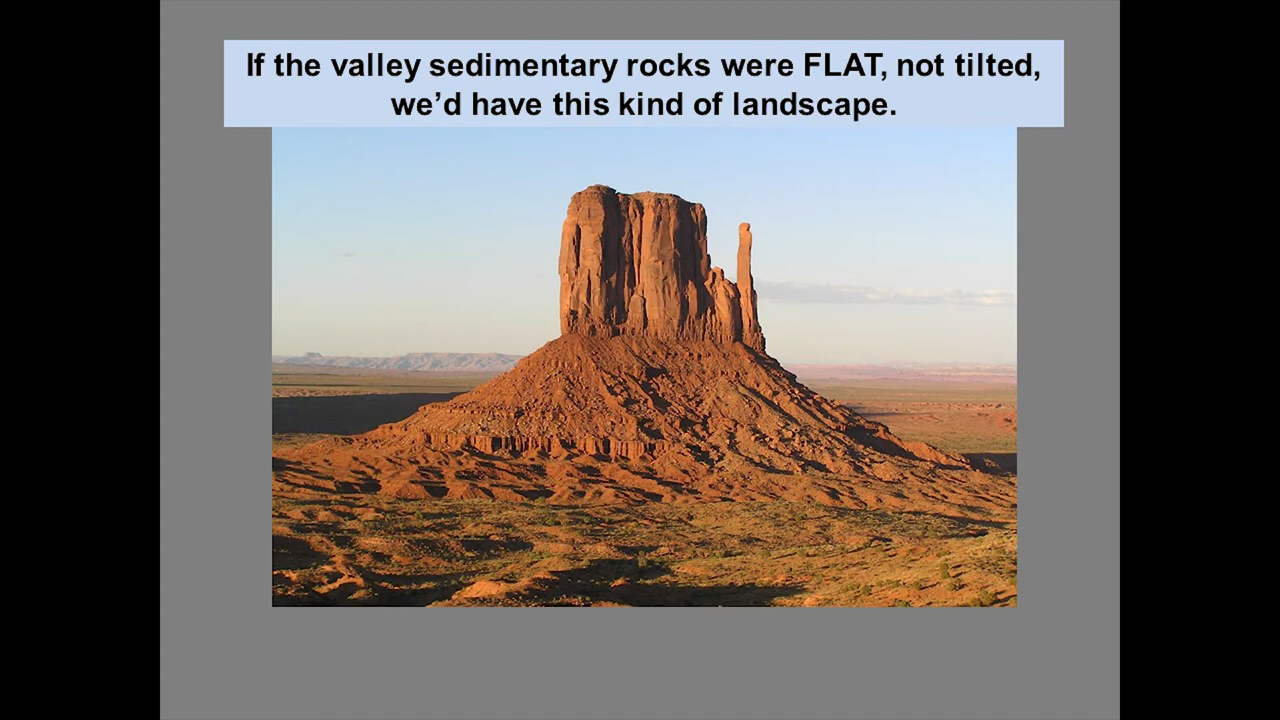 If the valley sedimentary rocks were FLAT, not tilted,
we’d have this kind of landscape.